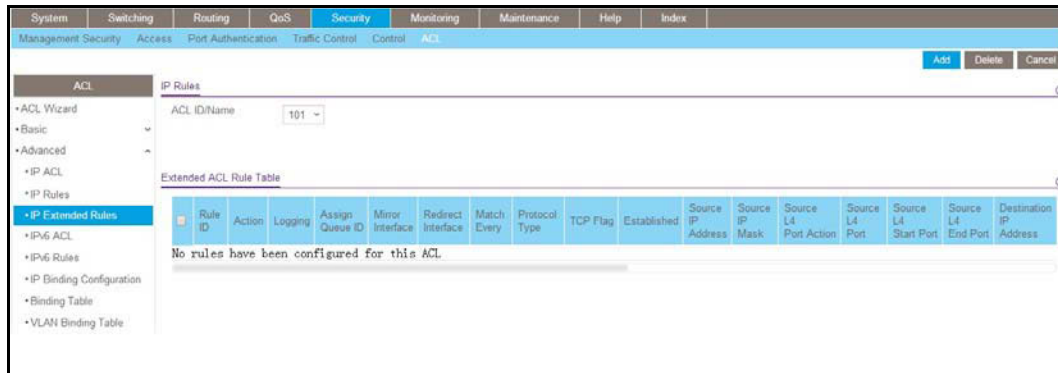 System Switching Routing QoS Security Monitoring Maintenance Help Index
Management Security Access Port Authentication Traffic Control Control ACL
Add Delete Cancel
ACL
IP Rules
ACL Wizard
ACL ID/Name 101
Basic
Advanced
IP ACL
Extended ACL Rule Table
IP Rules
IP Extended Rules
IPv6 ACL
IPv6 Rules
IP Binding Configuration
Binding Table
VLAN Binding Table
Rule ID Action Logging Assign Queue ID Mirror Interface Redirect Interface Match Every Protocol Type TCP Flag Established Source IP Address Source IP Mask Source L4 Port Action Source L4 Port Source L4 Start Port Source L4 End Port Destination IP Address
No rules have been configured for this ACL